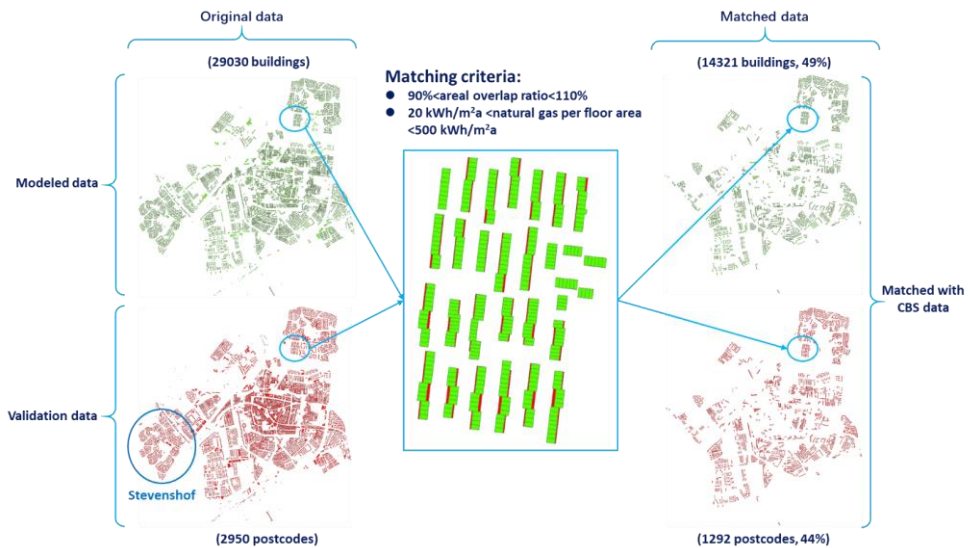 Original data
Matched data
(29030 buildings)
(14321 buildings, 49%)
Matching criteria:
● 90%<areal overlap ratio<110%
● 20 kWh/m²a <natural gas per floor area
<500 kWh/m²a
Modeled data
Matched with
CBS data
Validation data
Stevenshof
(2950 postcodes)
(1292 postcodes, 44%)